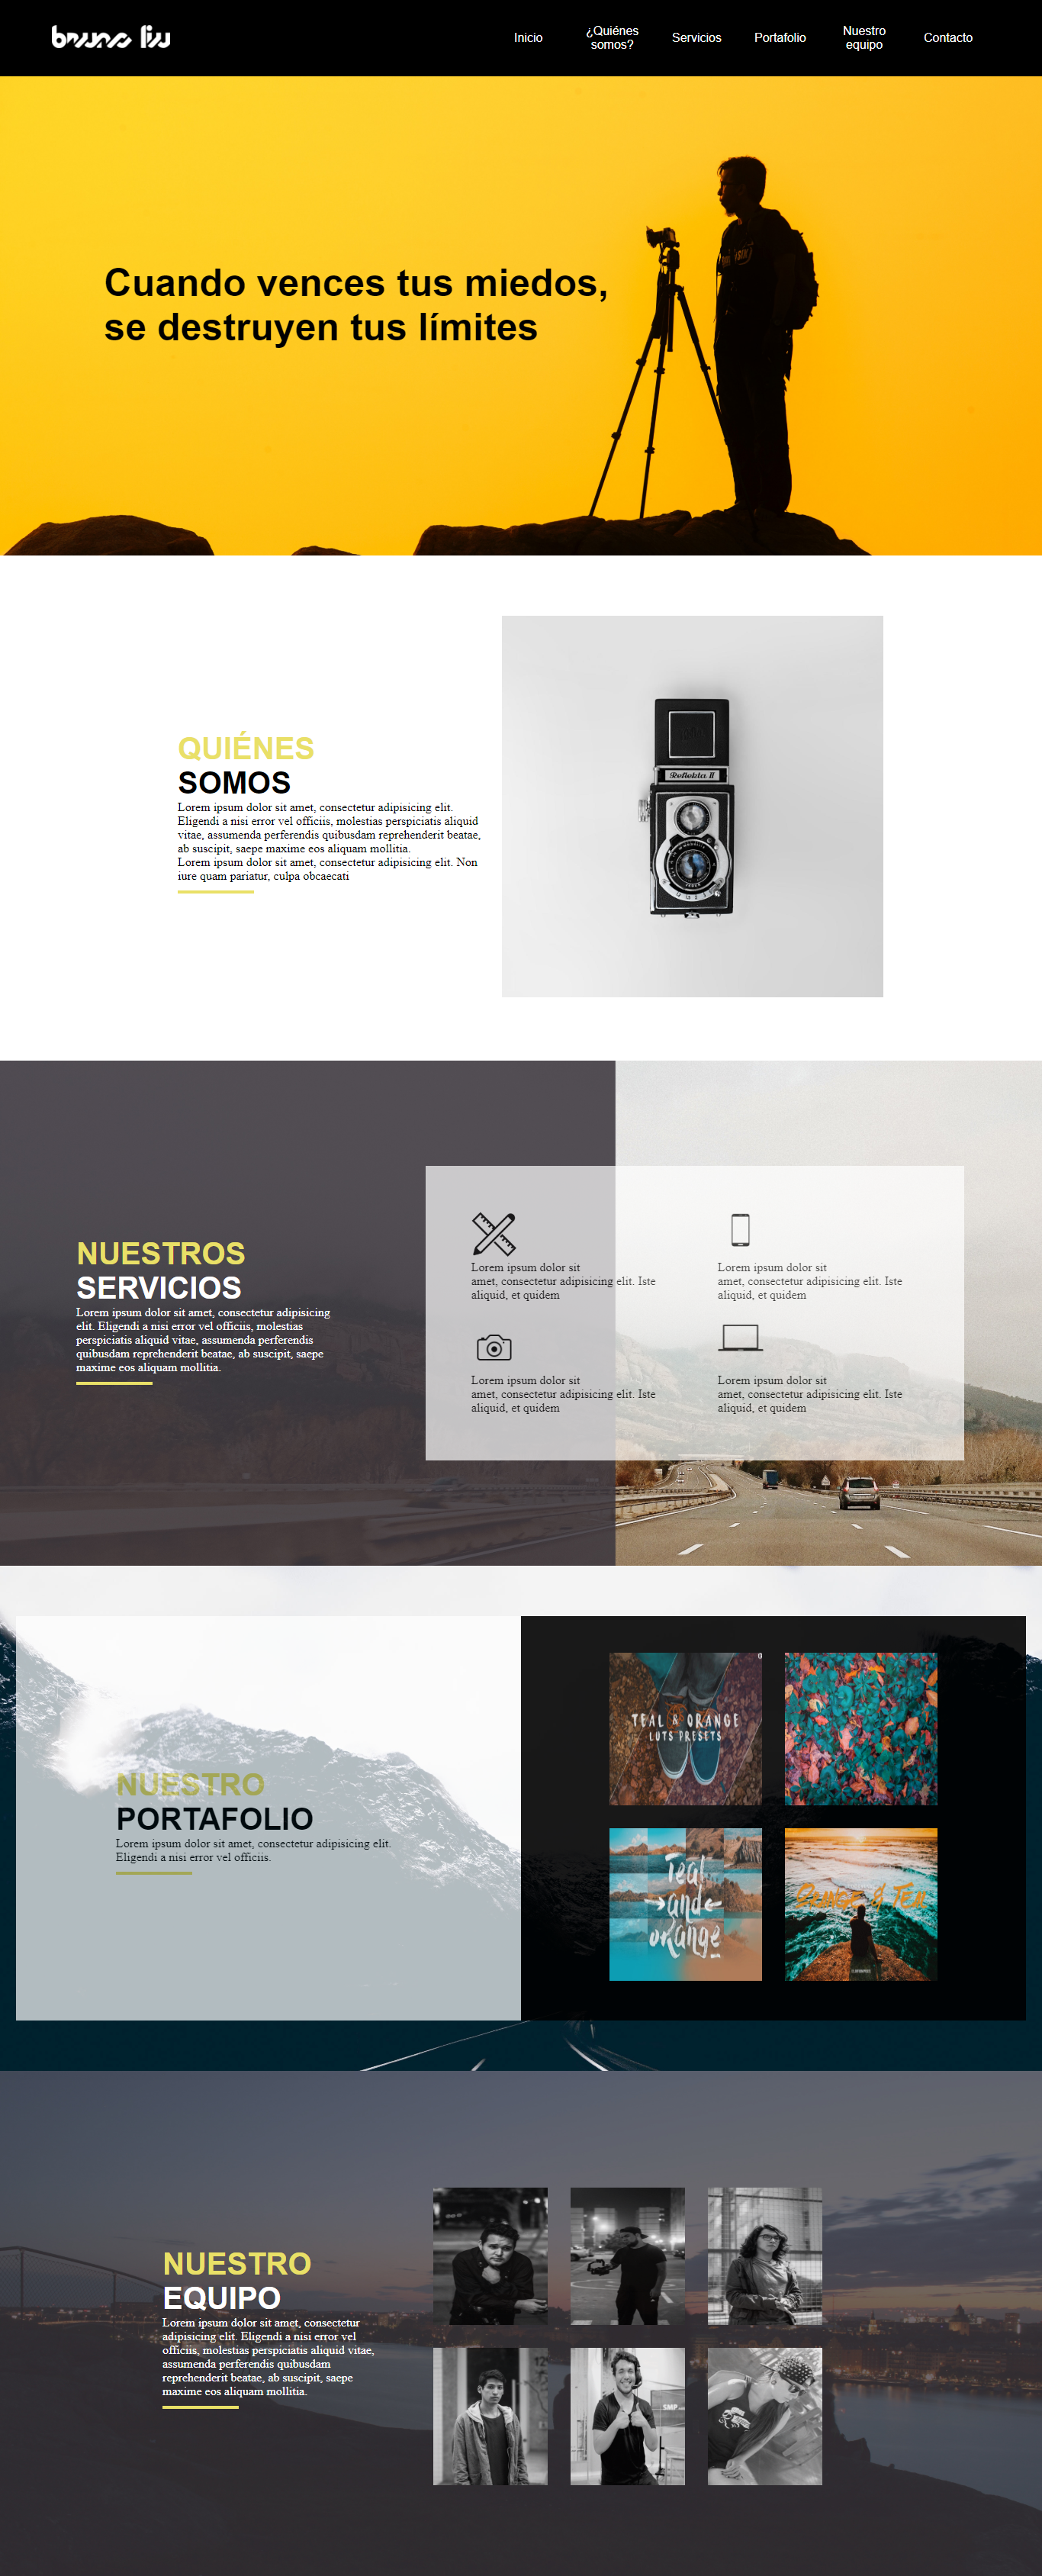 bruno liu
Inicio
¿Quiénes
somos?
Servicios
Portafolio
Nuestro
equipo
Contacto
Cuando vences tus miedos,
se destruyen tus límites
QUIÉNES
SOMOS
Lorem ipsum dolor sit amet, consectetur adipisicing elit.
Eligendi a nisi error vel officiis, molestias perspiciatis aliquid
vitae, assumenda perferendis quibusdam reprehenderit beatae,
ab suscipit, saepe maxime eos aliquam mollitia.
Lorem ipsum dolor sit amet, consectetur adipisicing elit. Non
iure quam pariatur, culpa obcaecati
Reflekta II
NUESTROS
SERVICIOS
Lorem ipsum dolor sit amet, consectetur adipisicing
elit. Eligendi a nisi error vel officiis, molestias
perspiciatis aliquid vitae, assumenda perferendis
quibusdam reprehenderit beatae, ab suscipit, saepe
maxime eos aliquam mollitia.
Lorem ipsum dolor sit
amet, consectetur adipisicing elit. Iste
aliquid, et quidem
Lorem ipsum dolor sit
amet, consectetur adipisicing elit. Iste
aliquid, et quidem
Lorem ipsum dolor sit
amet, consectetur adipisicing elit. Iste
aliquid, et quidem
Lorem ipsum dolor sit
amet, consectetur adipisicing elit. Iste
aliquid, et quidem
NUESTRO
PORTAFOLIO
Lorem ipsum dolor sit amet, consectetur adipisicing elit.
Eligendi a nisi error vel officiis.
TEAL & ORANGE
LUTS PRESETS
Teal
and
orange
ORANGE & TEAL
NUESTRO
EQUIPO
Lorem ipsum dolor sit amet, consectetur
adipisicing elit. Eligendi a nisi error vel
officiis, molestias perspiciatis aliquid vitae,
assumenda perferendis quibusdam
reprehenderit beatae, ab suscipit, saepe
maxime eos aliquam mollitia.
SMP